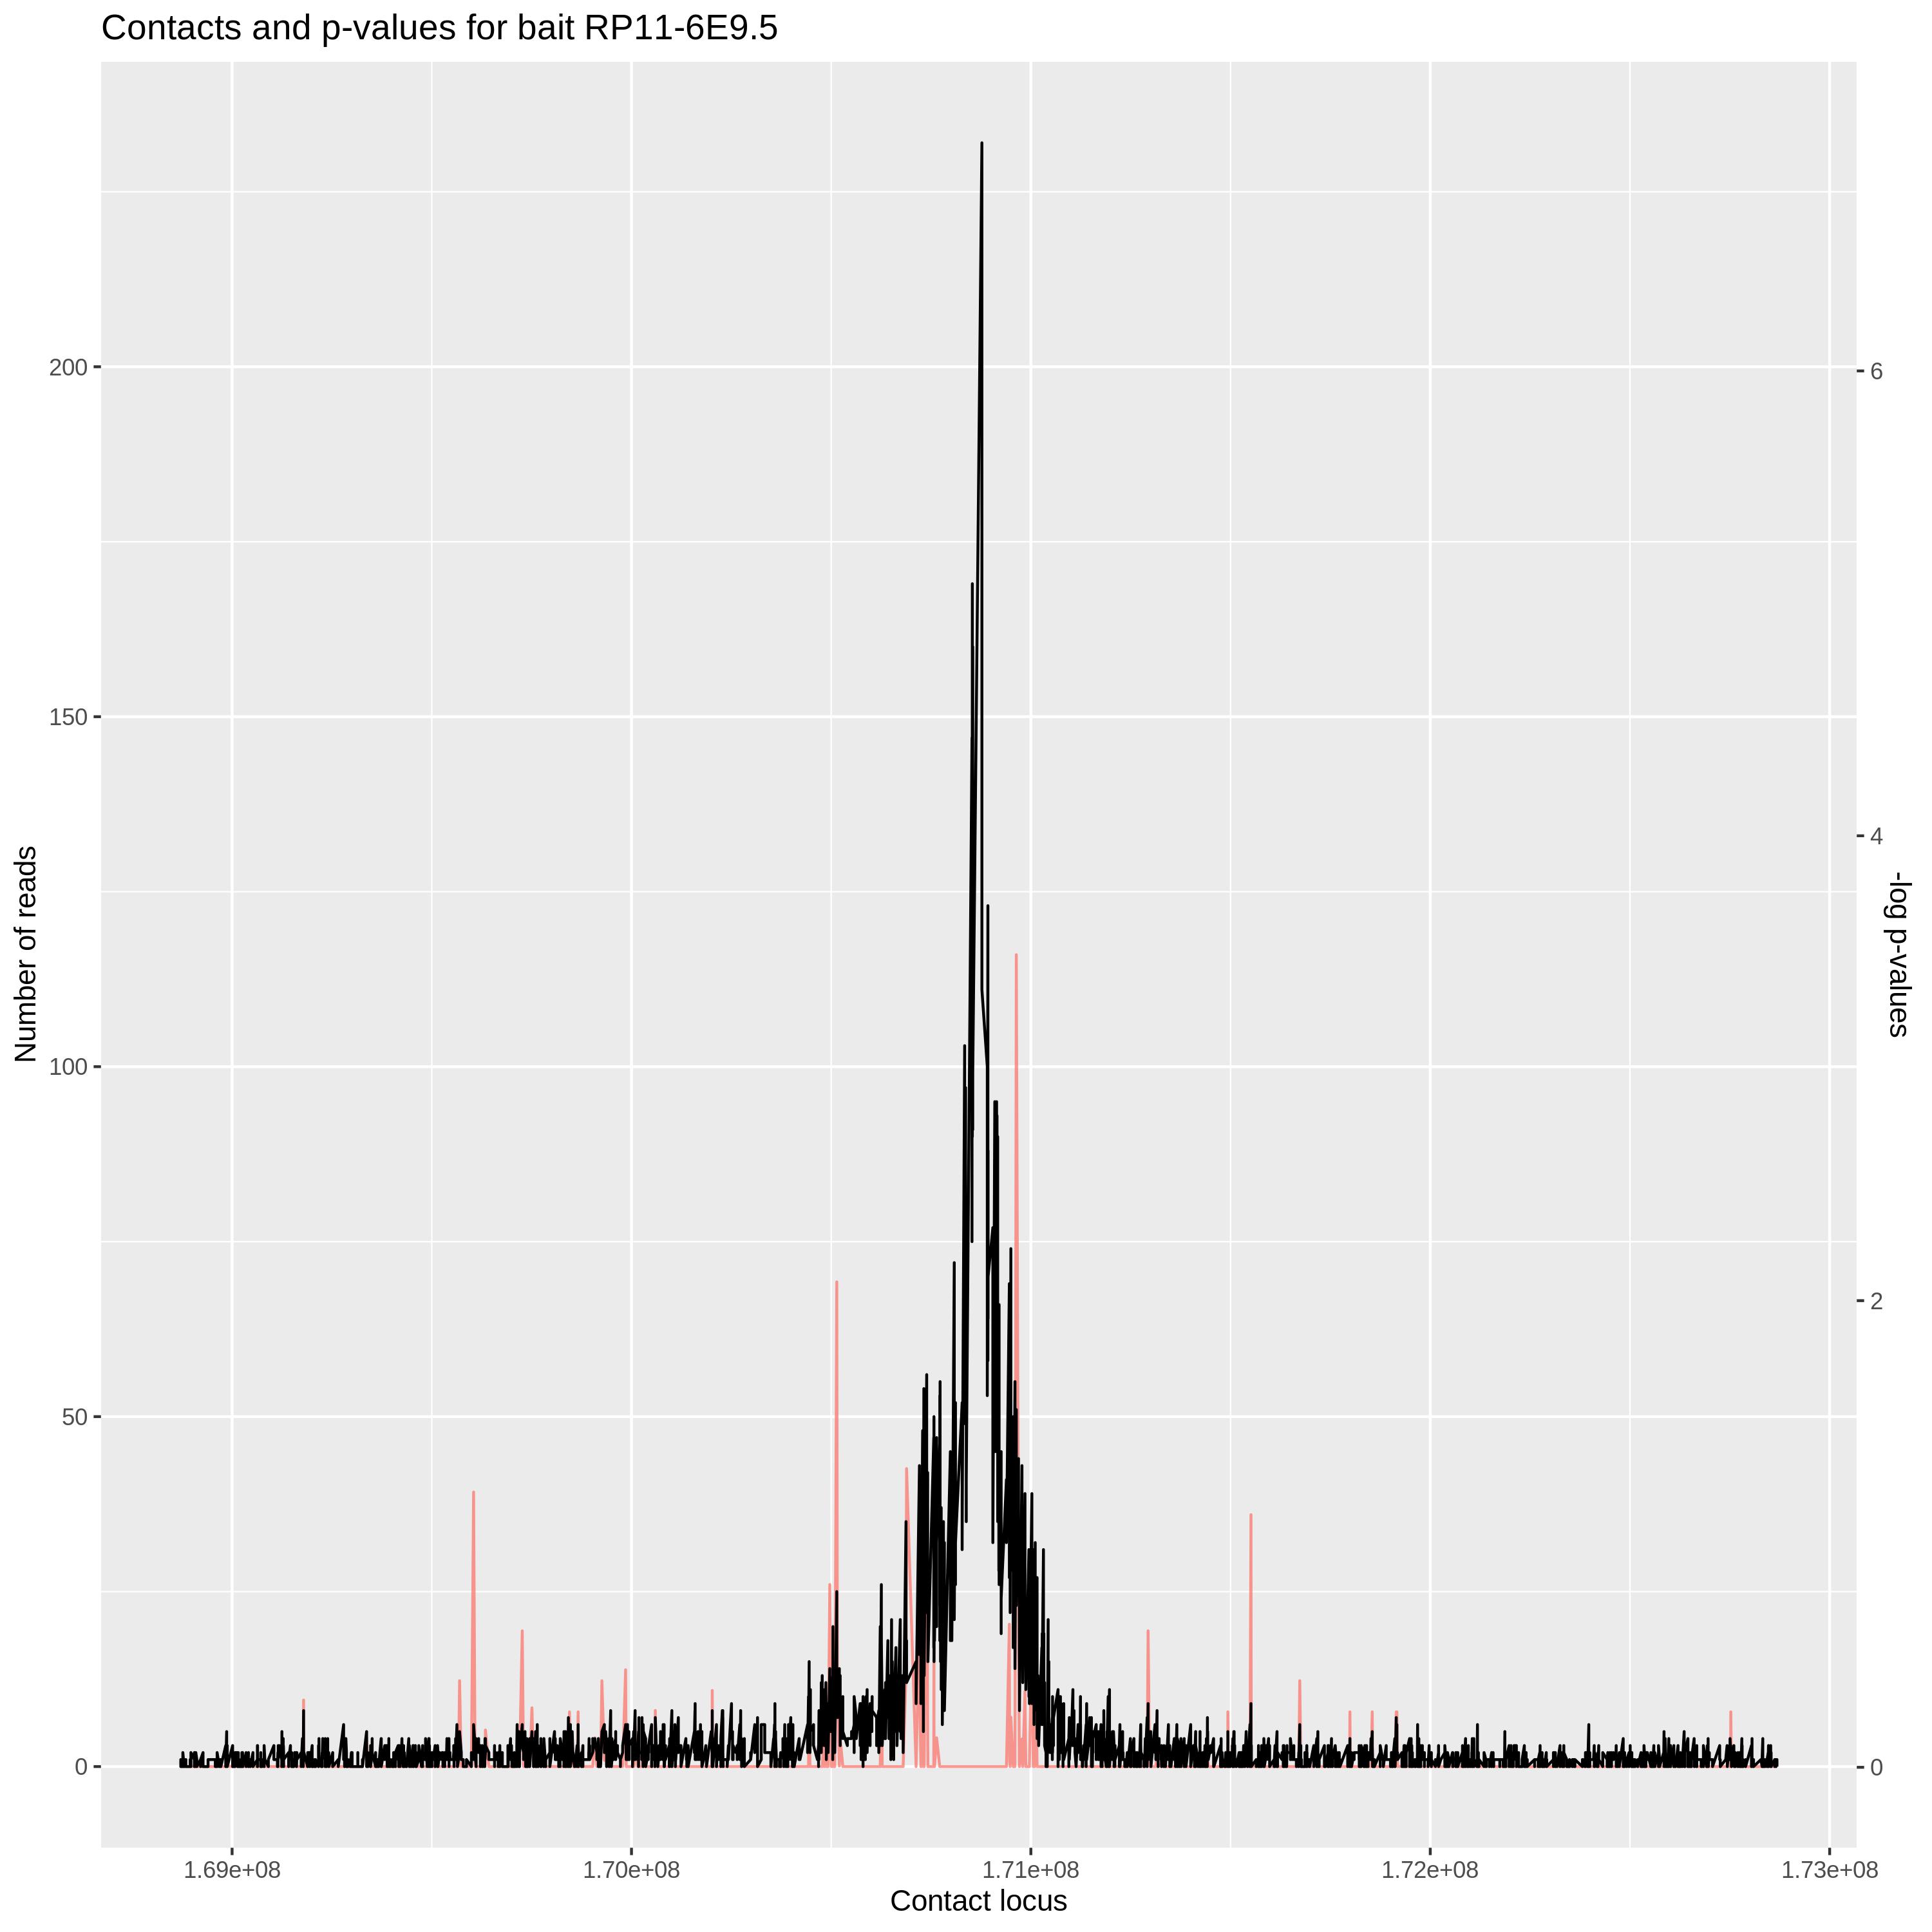 Contacts and p-values for bait RP11-6E9.5
200
150
100
50
0
Number of reads
6
4
2
0
-log p-values
1.69e+08
1.70e+08
1.71e+08
1.72e+08
1.73e+08
Contact locus